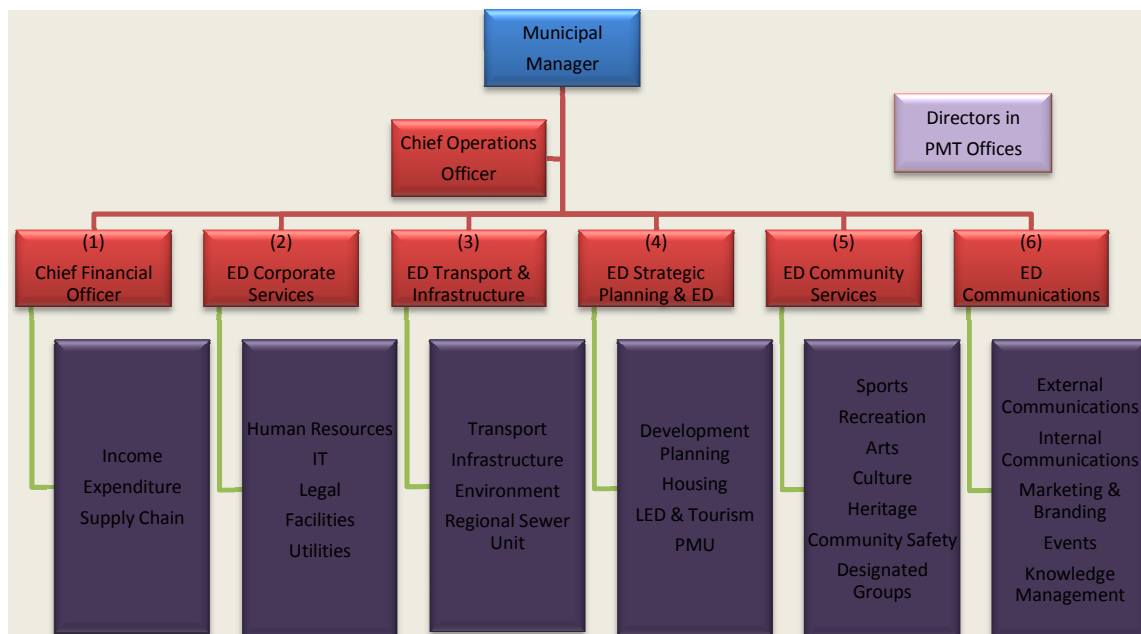 Municipal
Manager
Chief Operations
Officer
Directors in
PMT Offices
(1)
Chief Financial
Officer
(2)
ED Corporate
Services
(3)
ED Transport &
Infrastructure
(4)
ED Strategic
Planning & ED
(5)
ED Community
Services
(6)
ED
Communications
Income
Expenditure
Supply Chain
Human Resources
IT
Legal
Facilities
Utilities
Transport
Infrastructure
Environment
Regional Sewer
Unit
Development
Planning
Housing
LED & Tourism
PMU
Sports
Recreation
Arts
Culture
Heritage
Community Safety
Designated
Groups
External
Communications
Internal
Communications
Marketing &
Branding
Events
Knowledge
Management